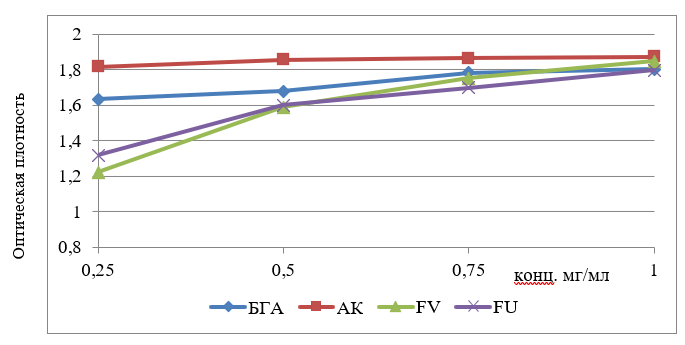 Оптическая плотность
2
1,8
1,6
1,4
1,2
1
0,8
0,25 0,5 0,75 конц. мг/мл 1
БГА АК FV FU